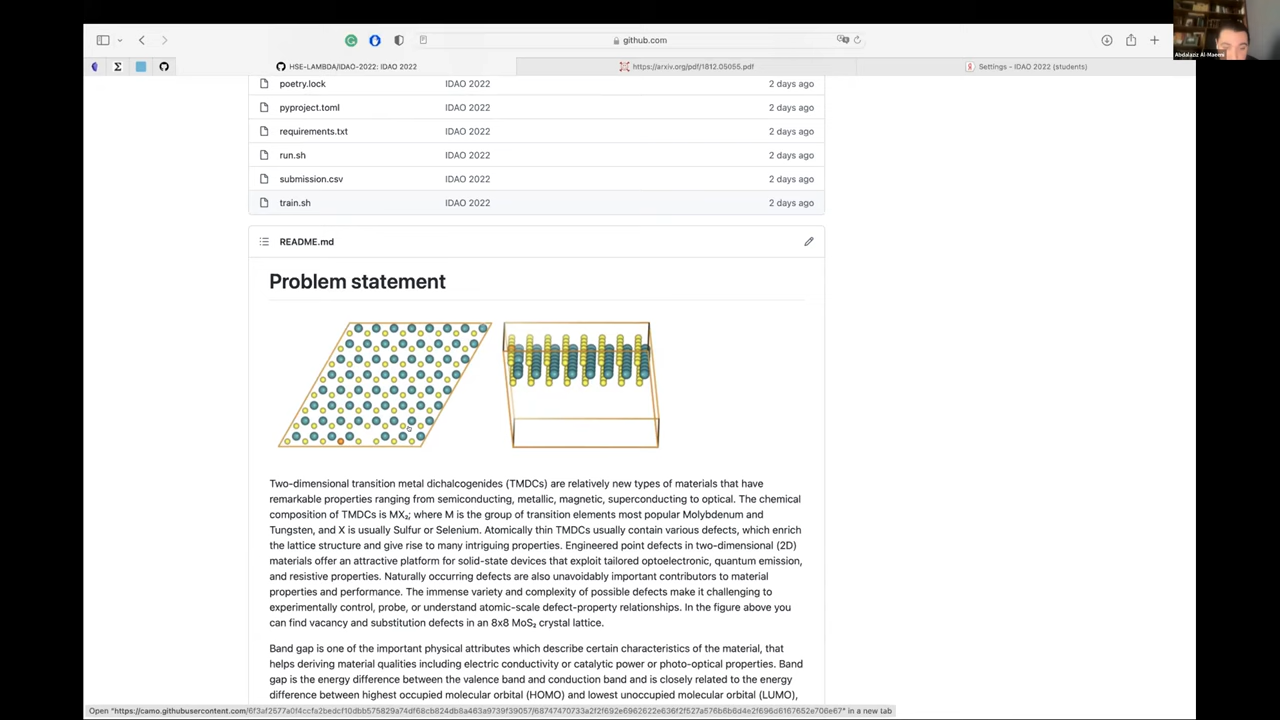 github.com
Abdalaziz Al-Maeeni
HSE-LAMBDA/IDAO-2022: IDAO 2022
https://arxiv.org/pdf/1812.05055.pdf
Settings - IDAO 2022 (students)
poetry.lock IDAO 2022 2 days ago
pyproject.toml IDAO 2022 2 days ago
requirements.txt IDAO 2022 2 days ago
run.sh IDAO 2022 2 days ago
submission.csv IDAO 2022 2 days ago
train.sh IDAO 2022 2 days ago
README.md
Problem statement
Two-dimensional transition metal dichalcogenides (TMDCs) are relatively new types of materials that have
remarkable properties ranging from semiconducting, metallic, magnetic, superconducting to optical. The chemical
composition of TMDCs is MX₂; where M is the group of transition elements most popular Molybdenum and
Tungsten, and X is usually Sulfur or Selenium. Atomically thin TMDCs usually contain various defects, which enrich
the lattice structure and give rise to many intriguing properties. Engineered point defects in two-dimensional (2D)
materials offer an attractive platform for solid-state devices that exploit tailored optoelectronic, quantum emission,
and resistive properties. Naturally occurring defects are also unavoidably important contributors to material
properties and performance. The immense variety and complexity of possible defects make it challenging to
experimentally control, probe, or understand atomic-scale defect-property relationships. In the figure above you
can find vacancy and substitution defects in an 8x8 MoS₂ crystal lattice.
Band gap is one of the important physical attributes which describe certain characteristics of the material, that
helps deriving material qualities including electric conductivity or catalytic power or photo-optical properties. Band
gap is the energy difference between the valence band and conduction band and is closely related to the energy
difference between highest occupied molecular orbital (HOMO) and lowest unoccupied molecular orbital (LUMO),
in a new tab